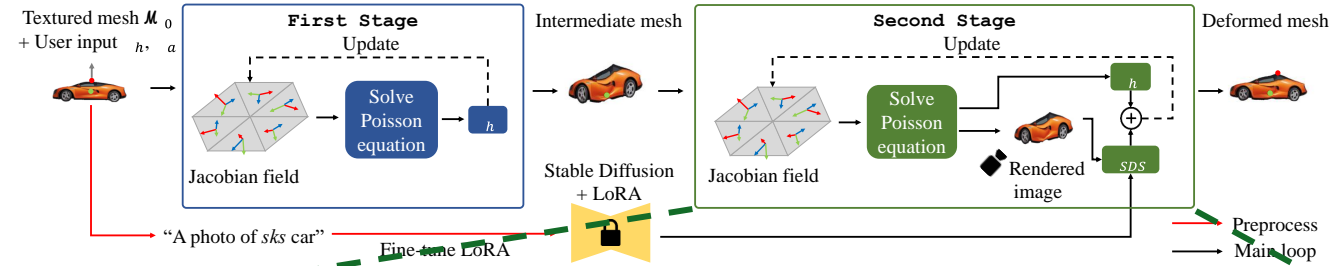 First Stage
Second Stage
Textured mesh ℳ 0
+ User input h, a
Intermediate mesh
Deformed mesh
Update
Update
Solve
Poisson
equation
h
Solve
Poisson
equation
h
SDS
Jacobian field
Jacobian field
Rendered
image
Stable Diffusion
+ LoRA
"A photo of sks car"
Fine-tune LoRA
Preprocess
Main loop